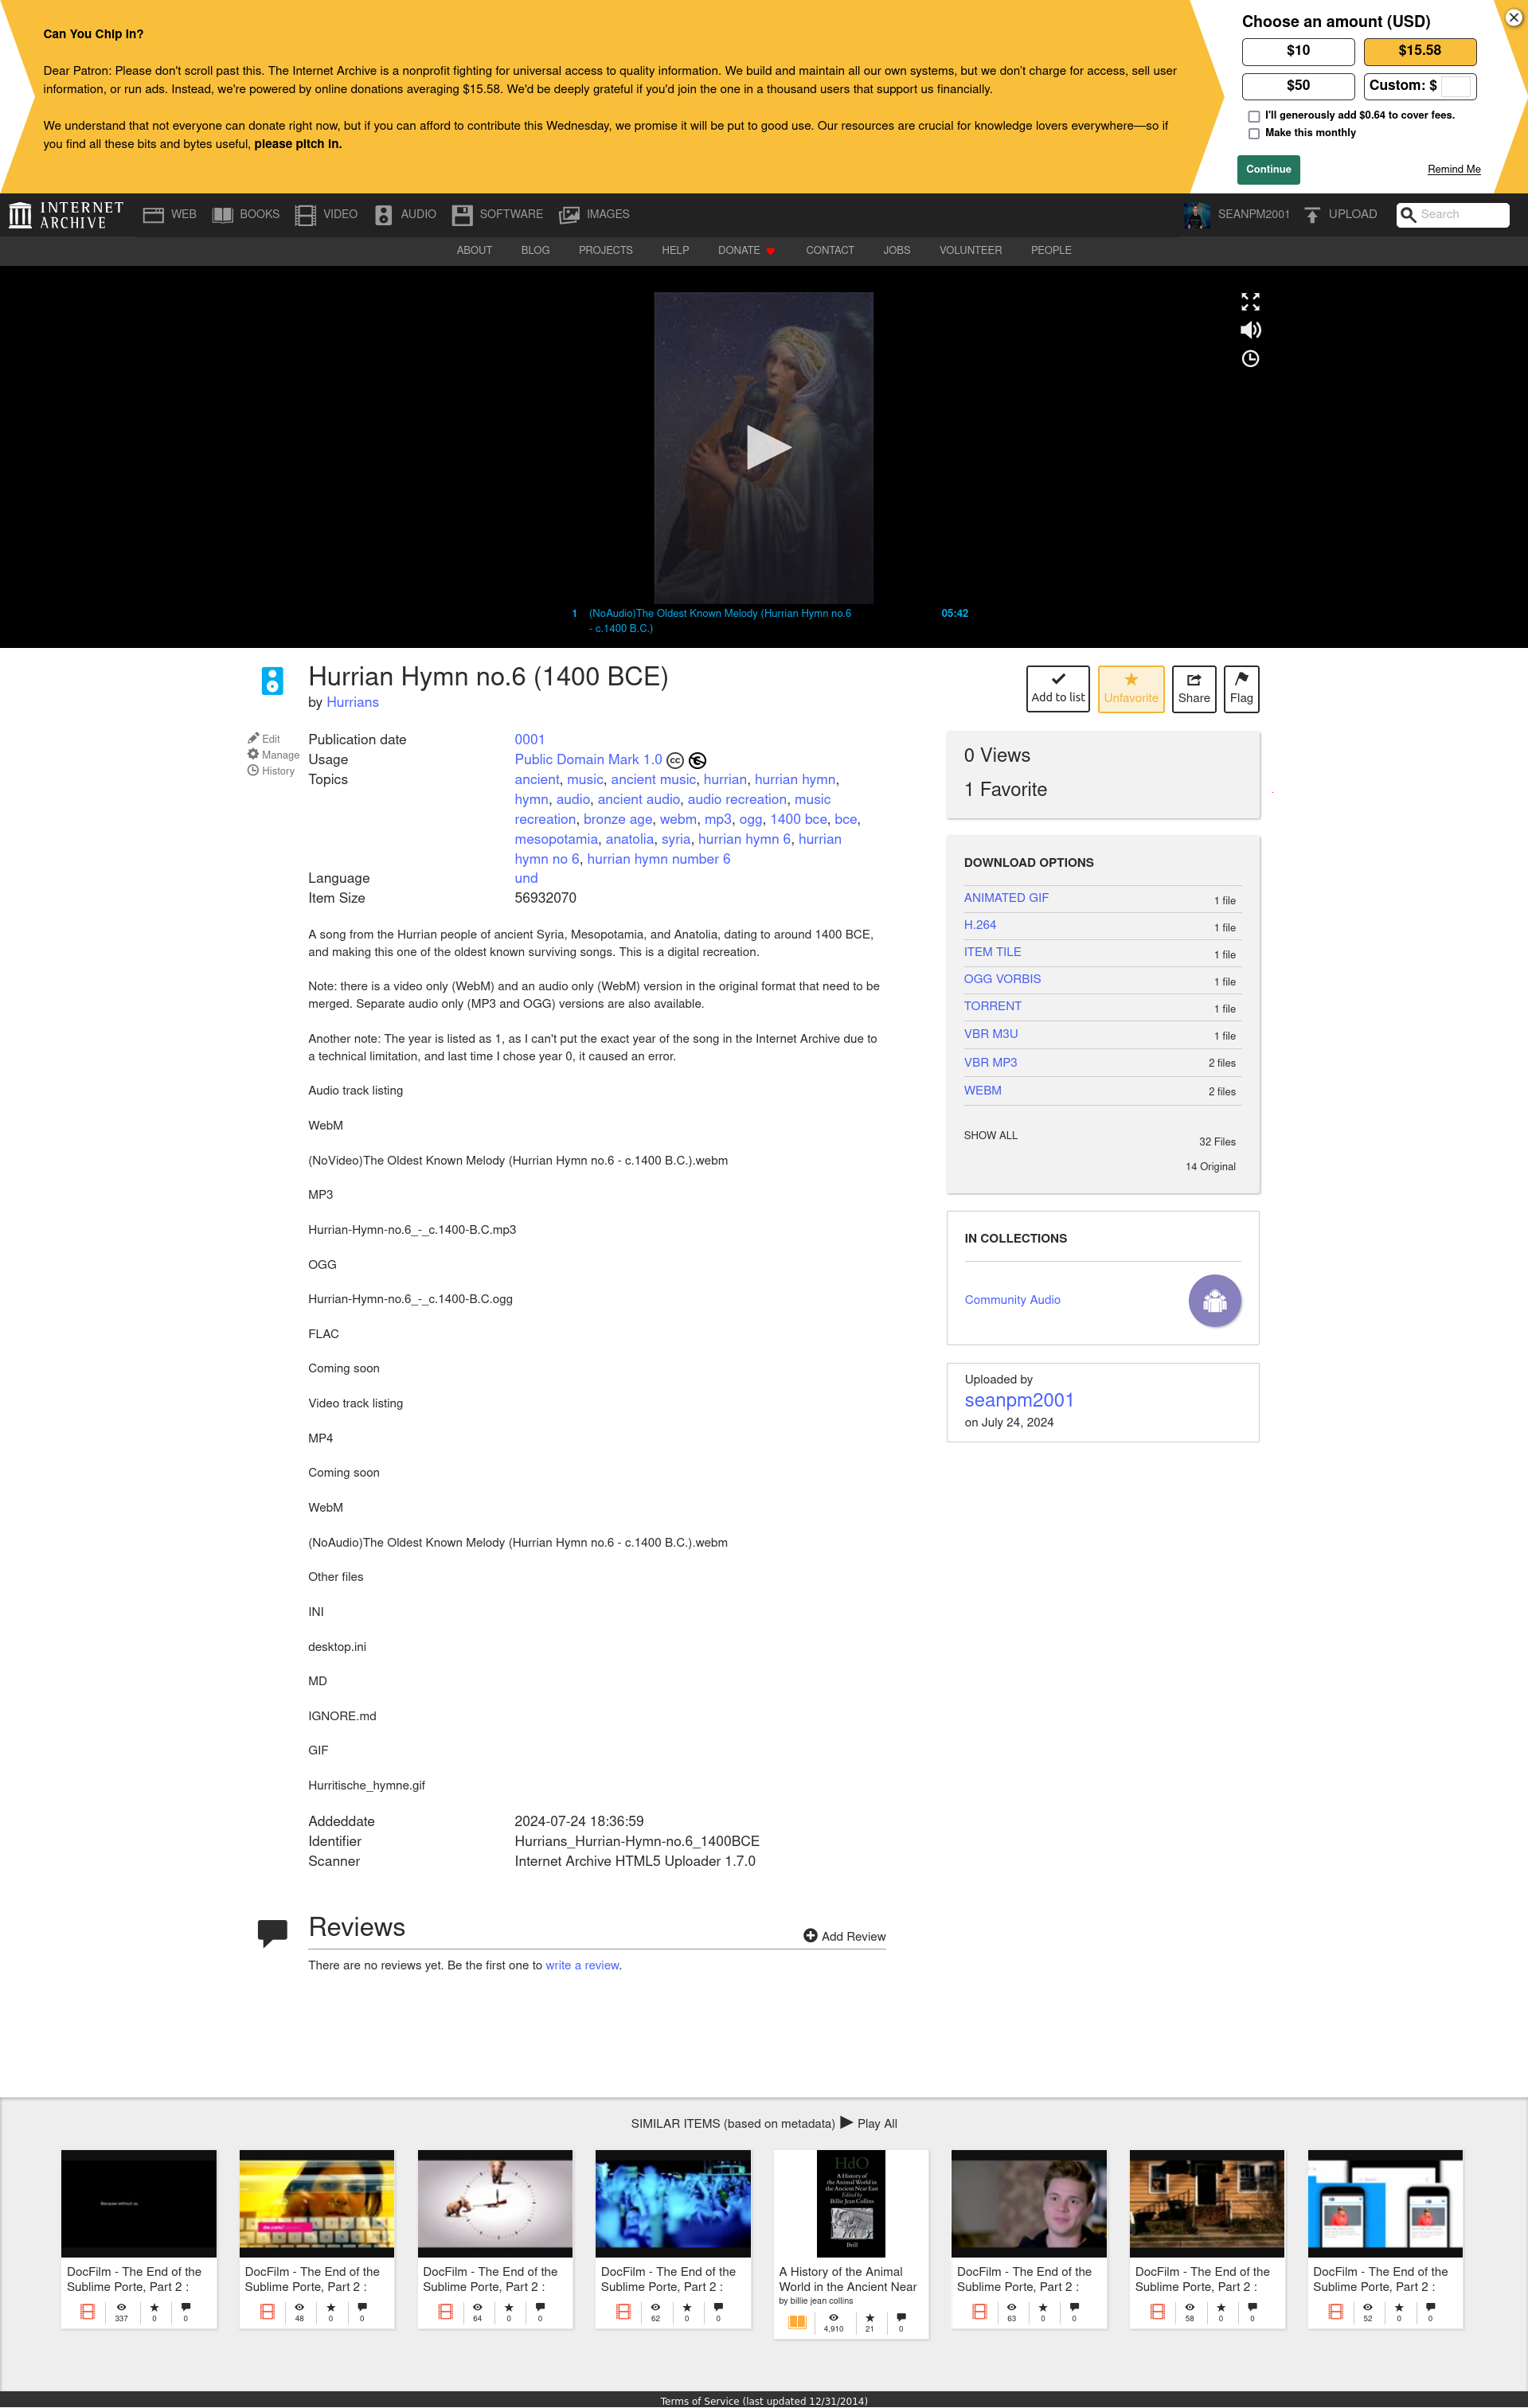 Can You Chip In?
Dear Patron: Please don't scroll past this. The Internet Archive is a nonprofit fighting for universal access to quality information. We build and maintain all our own systems, but we don’t charge for access, sell user
information, or run ads. Instead, we're powered by online donations averaging $15.58. We'd be deeply grateful if you'd join the one in a thousand users that support us financially.
We understand that not everyone can donate right now, but if you can afford to contribute this Wednesday, we promise it will be put to good use. Our resources are crucial for knowledge lovers everywhere—so if
you find all these bits and bytes useful, please pitch in.
Choose an amount (USD)
$10 $15.58
$50 Custom: $
I'll generously add $0.64 to cover fees.
Make this monthly
Continue Remind Me
INTERNET
ARCHIVE
WEB BOOKS VIDEO AUDIO SOFTWARE IMAGES SEANPM2001 UPLOAD Search
ABOUT BLOG PROJECTS HELP DONATE CONTACT JOBS VOLUNTEER PEOPLE
1 (NoAudio)The Oldest Known Melody (Hurrian Hymn no.6 05:42
- c.1400 B.C.)
Hurrian Hymn no.6 (1400 BCE)
by Hurrians
Add to list Unfavorite Share Flag
Edit
Manage
History
Publication date 0001
Usage Public Domain Mark 1.0
Topics ancient, music, ancient music, hurrian, hurrian hymn,
hymn, audio, ancient audio, audio recreation, music
recreation, bronze age, webm, mp3, ogg, 1400 bce, bce,
mesopotamia, anatolia, syria, hurrian hymn 6, hurrian
hymn no 6, hurrian hymn number 6
Language und
Item Size 56932070
A song from the Hurrian people of ancient Syria, Mesopotamia, and Anatolia, dating to around 1400 BCE,
and making this one of the oldest known surviving songs. This is a digital recreation.
Note: there is a video only (WebM) and an audio only (WebM) version in the original format that need to be
merged. Separate audio only (MP3 and OGG) versions are also available.
Another note: The year is listed as 1, as I can't put the exact year of the song in the Internet Archive due to
a technical limitation, and last time I chose year 0, it caused an error.
Audio track listing
WebM
(NoVideo)The Oldest Known Melody (Hurrian Hymn no.6 - c.1400 B.C.).webm
MP3
Hurrian-Hymn-no.6_-_c.1400-B.C.mp3
OGG
Hurrian-Hymn-no.6_-_c.1400-B.C.ogg
FLAC
Coming soon
Video track listing
MP4
Coming soon
WebM
(NoAudio)The Oldest Known Melody (Hurrian Hymn no.6 - c.1400 B.C.).webm
Other files
INI
desktop.ini
MD
IGNORE.md
GIF
Hurritische_hymne.gif
Addeddate 2024-07-24 18:36:59
Identifier Hurrians_Hurrian-Hymn-no.6_1400BCE
Scanner Internet Archive HTML5 Uploader 1.7.0
0 Views
1 Favorite
DOWNLOAD OPTIONS
ANIMATED GIF 1 file
H.264 1 file
ITEM TILE 1 file
OGG VORBIS 1 file
TORRENT 1 file
VBR M3U 1 file
VBR MP3 2 files
WEBM 2 files
SHOW ALL 32 Files
14 Original
IN COLLECTIONS
Community Audio
Uploaded by
seanpm2001
on July 24, 2024
Reviews
Add Review
There are no reviews yet. Be the first one to write a review.
SIMILAR ITEMS (based on metadata) Play All
Because without us,
HdO
A History of
the Animal World in
the Ancient Near East
Edited by
Billie Jean Collins
Brill
DocFilm - The End of the
Sublime Porte, Part 2 :
337 0 0
DocFilm - The End of the
Sublime Porte, Part 2 :
48 0 0
DocFilm - The End of the
Sublime Porte, Part 2 :
64 0 0
DocFilm - The End of the
Sublime Porte, Part 2 :
62 0 0
A History of the Animal
World in the Ancient Near
by billie jean collins
4,910 21 0
DocFilm - The End of the
Sublime Porte, Part 2 :
63 0 0
DocFilm - The End of the
Sublime Porte, Part 2 :
58 0 0
DocFilm - The End of the
Sublime Porte, Part 2 :
52 0 0
Terms of Service (last updated 12/31/2014)